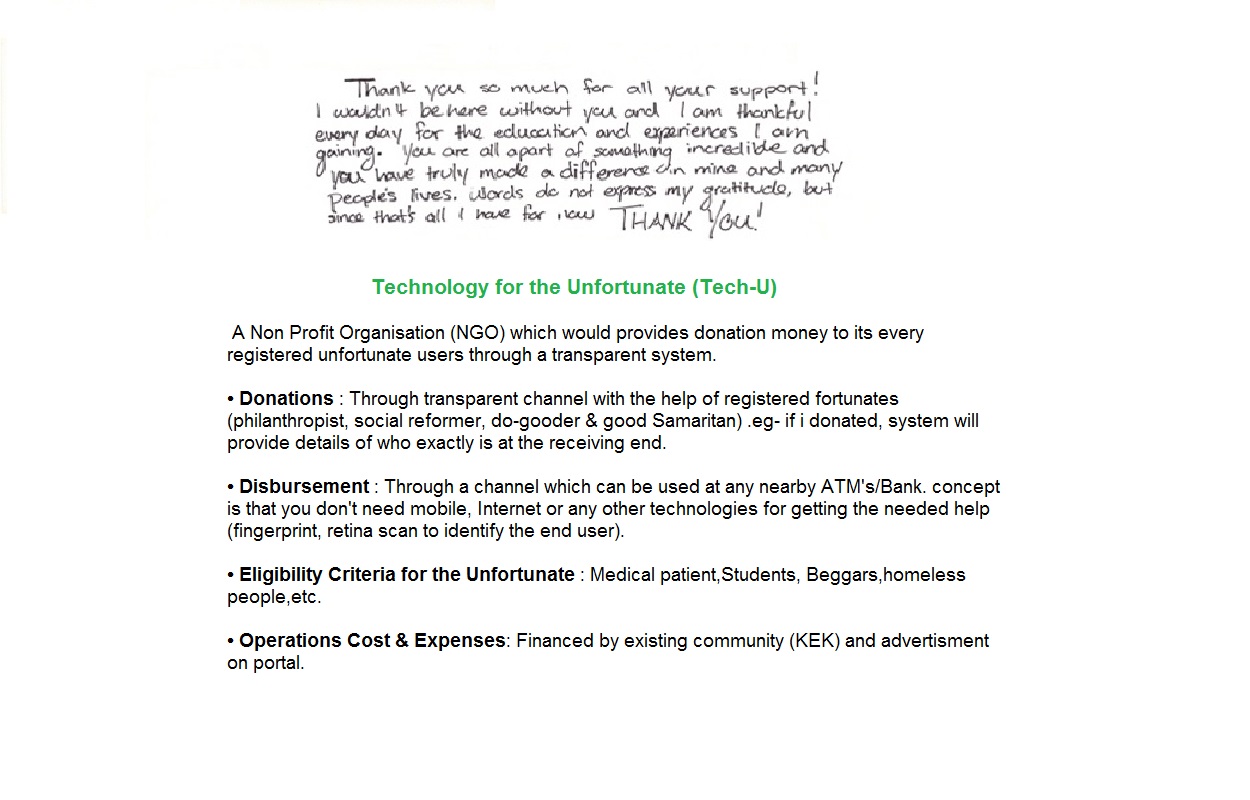 Thank you so much for all your support!
I wouldn't be here without you and I am thankful
every day for the education and experiences I am
gaining. You are all apart of something incredible and
you have truly made a difference in mine and many
people's lives. Words do not express my gratitude, but
since that's all I have for now THANK YOU!
Technology for the Unfortunate (Tech-U)
A Non Profit Organisation (NGO) which would provides donation money to its every
registered unfortunate users through a transparent system.
• Donations : Through transparent channel with the help of registered fortunates
(philanthropist, social reformer, do-gooder & good Samaritan) .eg- if i donated, system will
provide details of who exactly is at the receiving end.
• Disbursement : Through a channel which can be used at any nearby ATM's/Bank. concept
is that you don't need mobile, Internet or any other technologies for getting the needed help
(fingerprint, retina scan to identify the end user).
• Eligibility Criteria for the Unfortunate : Medical patient,Students, Beggars,homeless
people,etc.
• Operations Cost & Expenses: Financed by existing community (KEK) and advertisment
on portal.